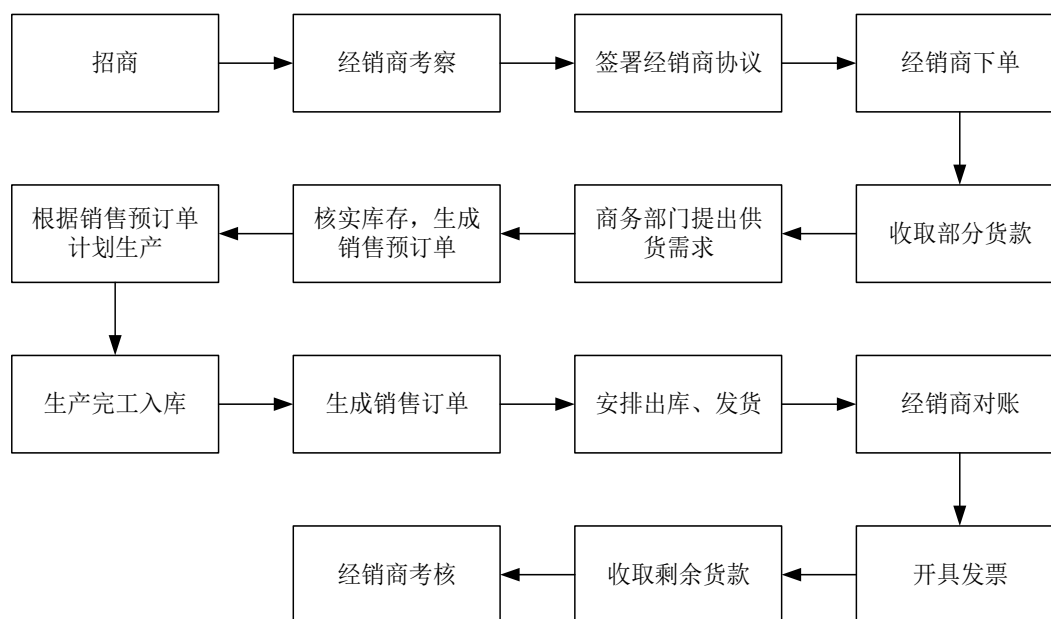 招商
经销商考察
签署经销商协议
经销商下单
收取部分货款
商务部门提出供
货需求
核实库存，生成
销售预订单
根据销售预订单
计划生产
生产完工入库
生成销售订单
安排出库、发货
经销商对账
开具发票
收取剩余货款
经销商考核